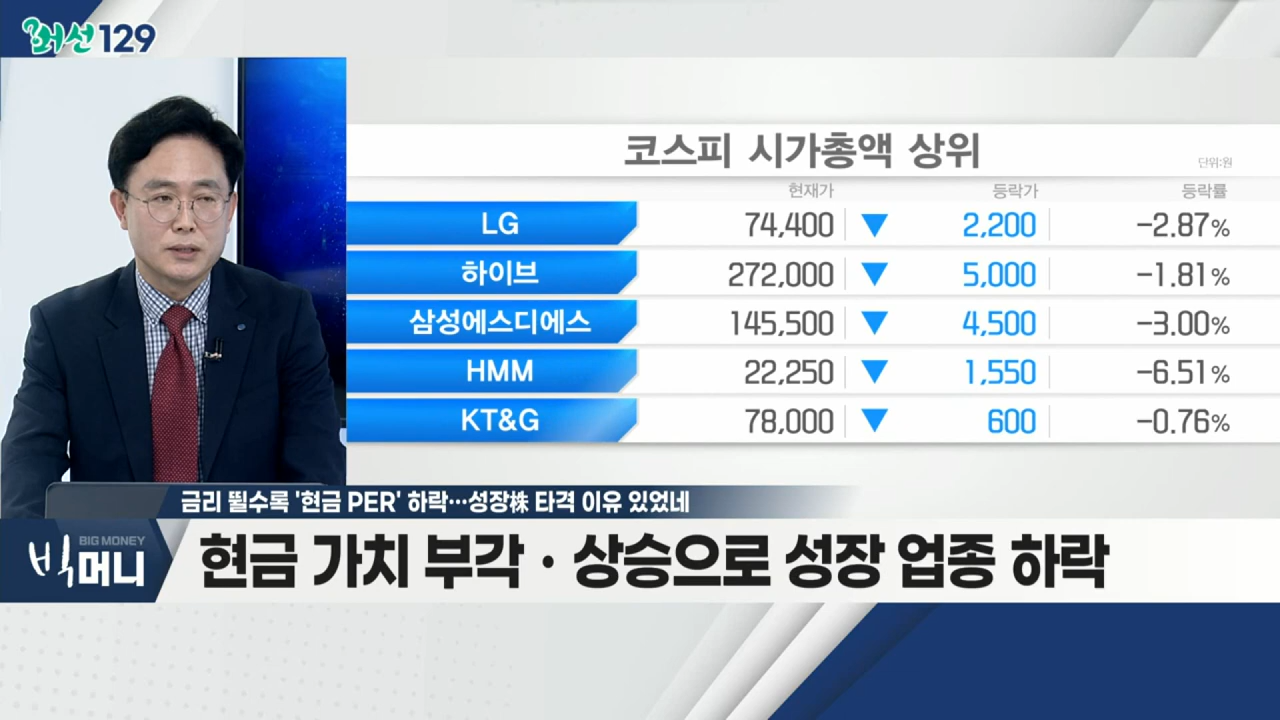 머선129
코스피 시가총액 상위
단위:원
현재가 등락가 등락률
LG 74,400 ▼ 2,200 -2.87%
하이브 272,000 ▼ 5,000 -1.81%
삼성에스디에스 145,500 ▼ 4,500 -3.00%
HMM 22,250 ▼ 1,550 -6.51%
KT&G 78,000 ▼ 600 -0.76%
금리 뛸수록 '현금 PER' 하락…성장株 타격 이유 있었네
BIG MONEY
빅머니
현금 가치 부각·상승으로 성장 업종 하락